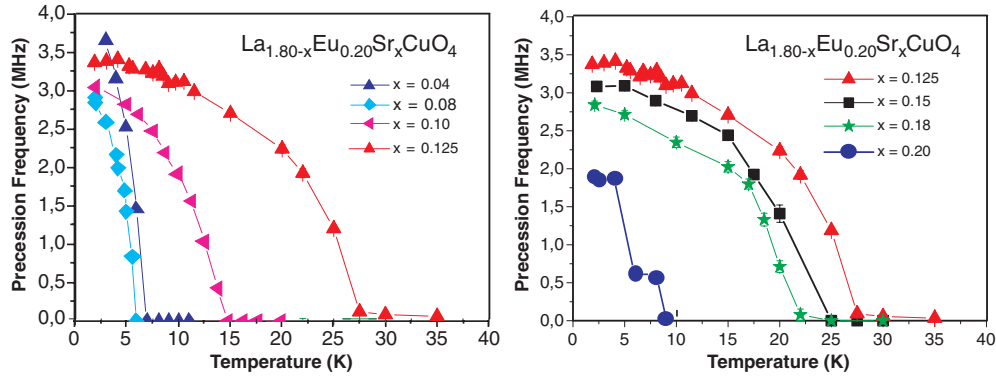 La1.80-xEu0.20SrxCuO4
x = 0.04
x = 0.08
x = 0.10
x = 0.125
Precession Frequency (MHz)
4,0
3,5
3,0
2,5
2,0
1,5
1,0
0,5
0,0
0 5 10 15 20 25 30 35 40
Temperature (K)
La1.80-xEu0.20SrxCuO4
x = 0.125
x = 0.15
x = 0.18
x = 0.20
Precession Frequency (MHz)
4.0
3.5
3.0
2.5
2.0
1.5
1.0
0.5
0.0
0 5 10 15 20 25 30 35 40
Temperature (K)